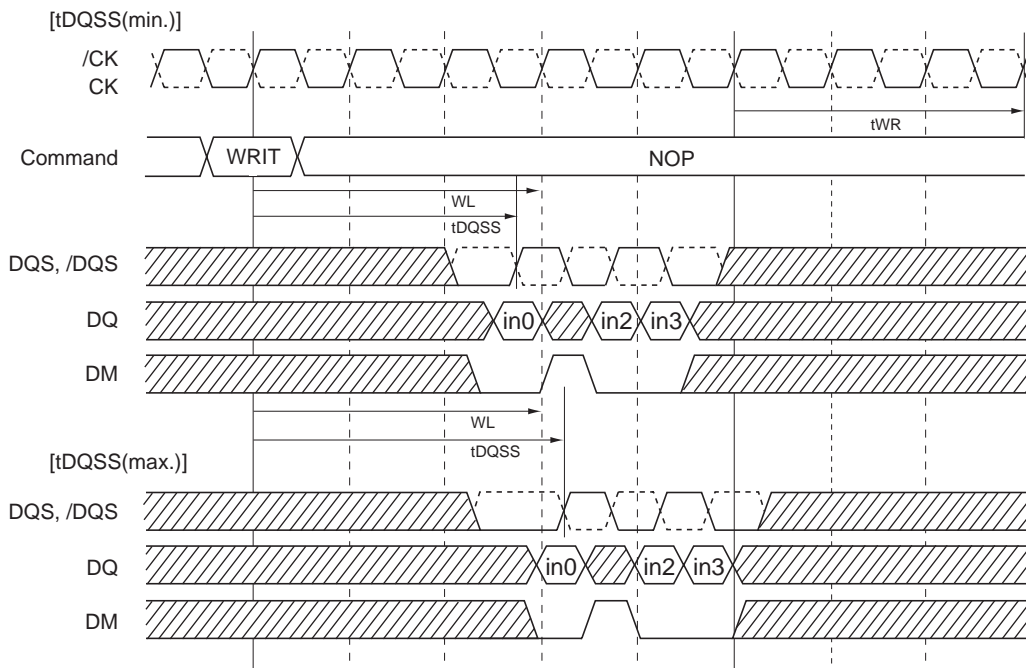 [tDQSS(min.)]
/CK
CK
tWR
Command WRIT NOP
WL
tDQSS
DQS, /DQS
DQ in0 in2 in3
DM
WL
tDQSS
[tDQSS(max.)]
DQS, /DQS
DQ in0 in2 in3
DM